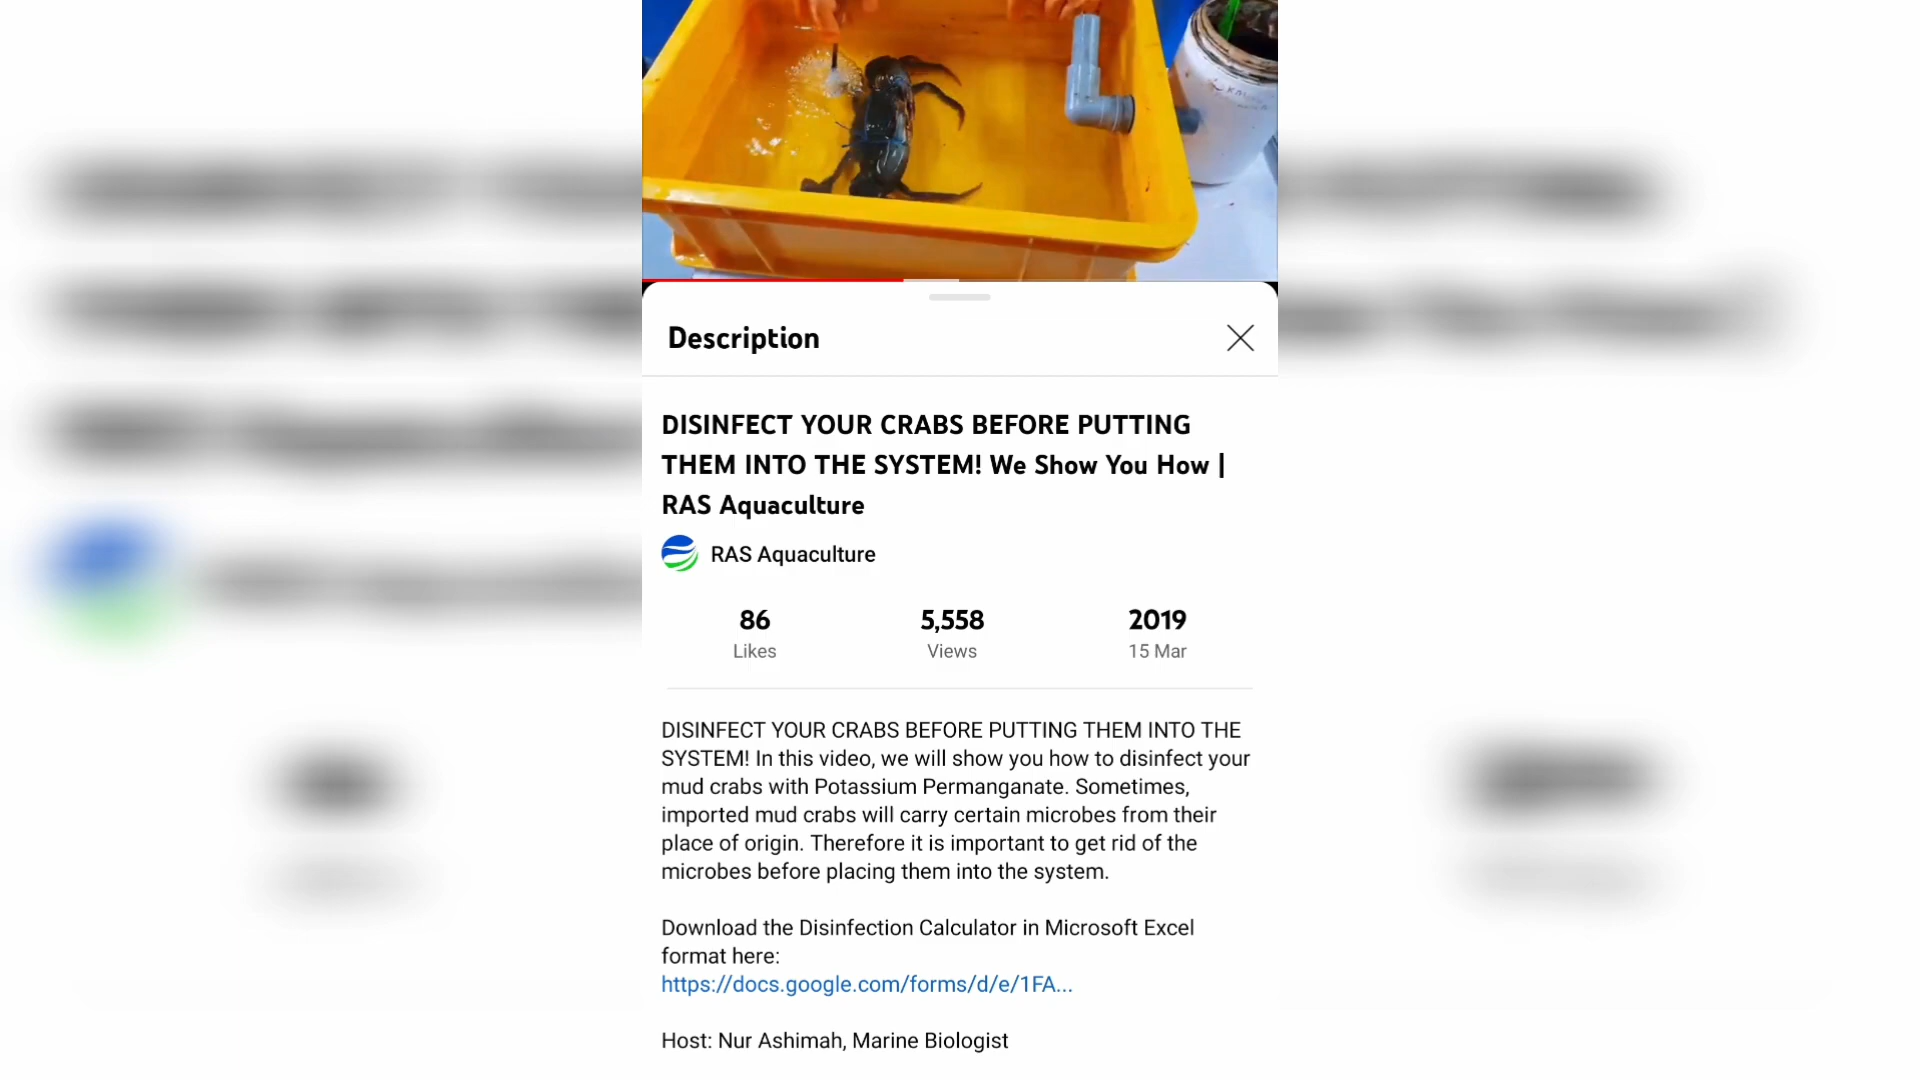 Description
DISINFECT YOUR CRABS BEFORE PUTTING
THEM INTO THE SYSTEM! We Show You How |
RAS Aquaculture
RAS Aquaculture
86 5,558 2019
Likes Views 15 Mar
DISINFECT YOUR CRABS BEFORE PUTTING THEM INTO THE
SYSTEM! In this video, we will show you how to disinfect your
mud crabs with Potassium Permanganate. Sometimes,
imported mud crabs will carry certain microbes from their
place of origin. Therefore it is important to get rid of the
microbes before placing them into the system.
Download the Disinfection Calculator in Microsoft Excel
format here:
https://docs.google.com/forms/d/e/1FA...
Host: Nur Ashimah, Marine Biologist